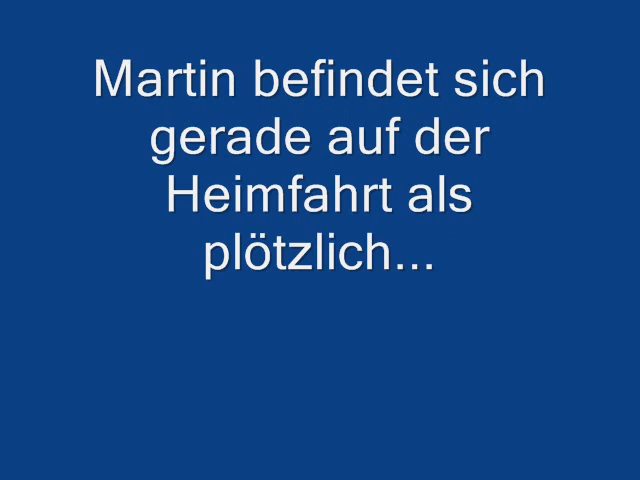 Martin befindet sich
gerade auf der
Heimfahrt als
plötzlich...